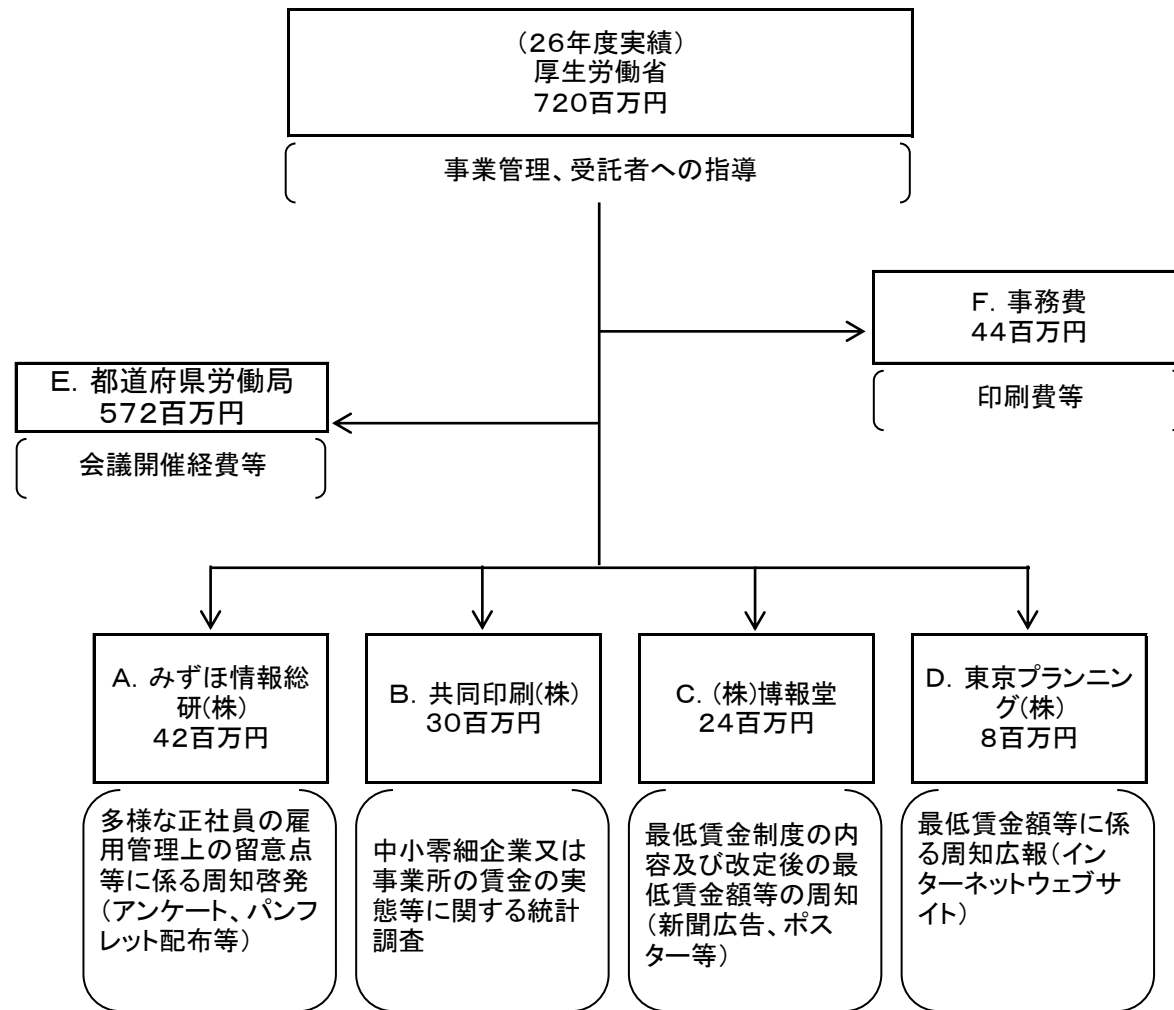 （26年度実績）
厚生労働省
720百万円
事業管理、受託者への指導
F．事務費
44百万円
印刷費等
E．都道府県労働局
572百万円
会議開催経費等
A．みずほ情報総
研(株)
42百万円
B．共同印刷(株)
30百万円
C．(株)博報堂
24百万円
D．東京プランニン
グ(株)
8百万円
多様な正社員の雇
用管理上の留意点
等に係る周知啓発
（アンケート、パンフ
レット配布等）
中小零細企業又は
事業所の賃金の実
態等に関する統計
調査
最低賃金制度の内
容及び改定後の最
低賃金額等の周知
（新聞広告、ポス
ター等）
最低賃金額等に係
る周知広報（イン
ターネットウェブサ
イト）